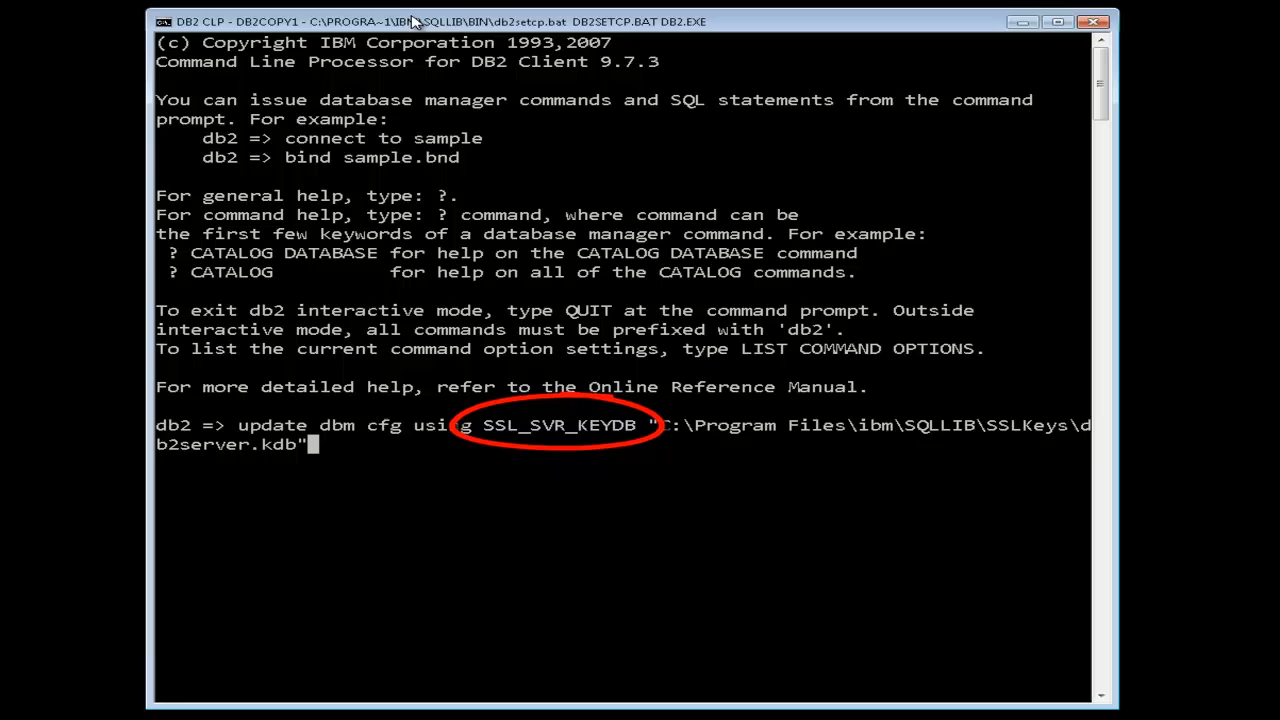 DB2 CLP - DB2COPY1 - C:\PROGRA~1\IBM\SQLLIB\BIN\db2setcp.bat DB2SETCP.BAT DB2.EXE
(c) Copyright IBM Corporation 1993,2007
Command Line Processor for DB2 Client 9.7.3
You can issue database manager commands and SQL statements from the command
prompt. For example:
db2 => connect to sample
db2 => bind sample.bnd
For general help, type: ?.
For command help, type: ? command, where command can be
the first few keywords of a database manager command. For example:
? CATALOG DATABASE for help on the CATALOG DATABASE command
? CATALOG          for help on all of the CATALOG commands.
To exit db2 interactive mode, type QUIT at the command prompt. Outside
interactive mode, all commands must be prefixed with 'db2'.
To list the current command option settings, type LIST COMMAND OPTIONS.
For more detailed help, refer to the Online Reference Manual.
db2 => update dbm cfg using SSL_SVR_KEYDB "C:\Program Files\ibm\SQLLIB\SSLKeys\d
b2server.kdb"